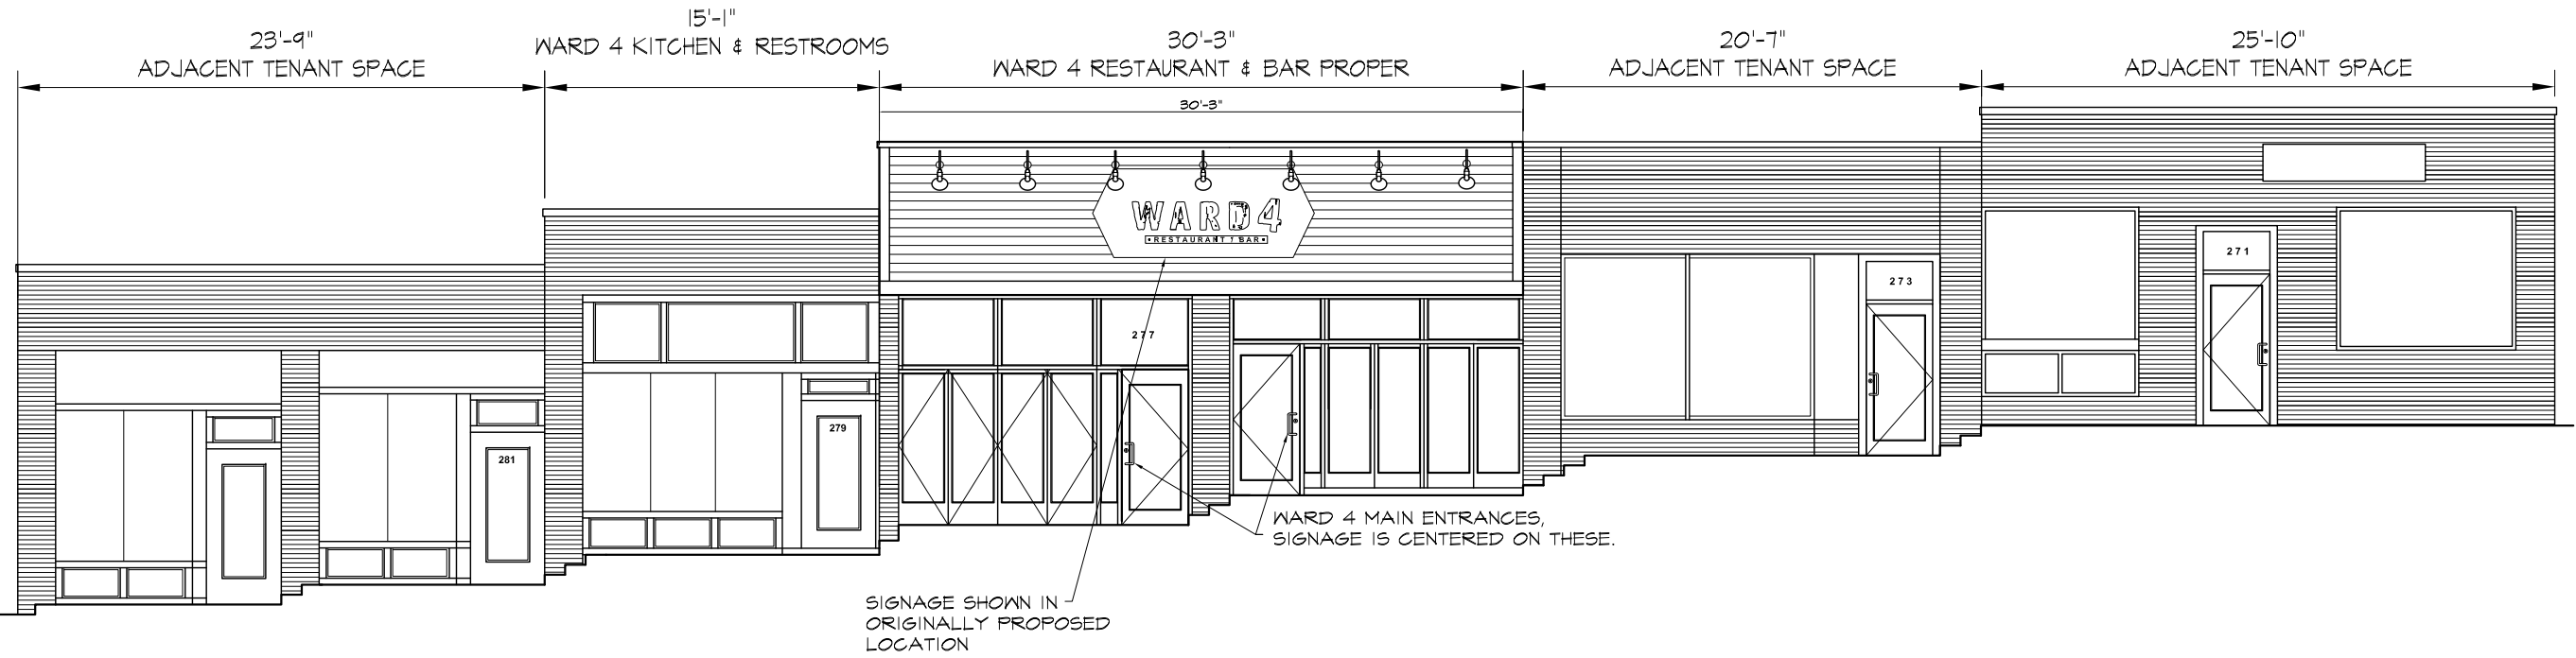 23'-9"
ADJACENT TENANT SPACE
15'-1"
WARD 4 KITCHEN & RESTROOMS
30'-3"
WARD 4 RESTAURANT & BAR PROPER
30'-3"
20'-7"
ADJACENT TENANT SPACE
25'-10"
ADJACENT TENANT SPACE
WARD 4
RESTAURANT BAR
281
279
277
273
271
WARD 4 MAIN ENTRANCES,
SIGNAGE IS CENTERED ON THESE.
SIGNAGE SHOWN IN
ORIGINALLY PROPOSED
LOCATION